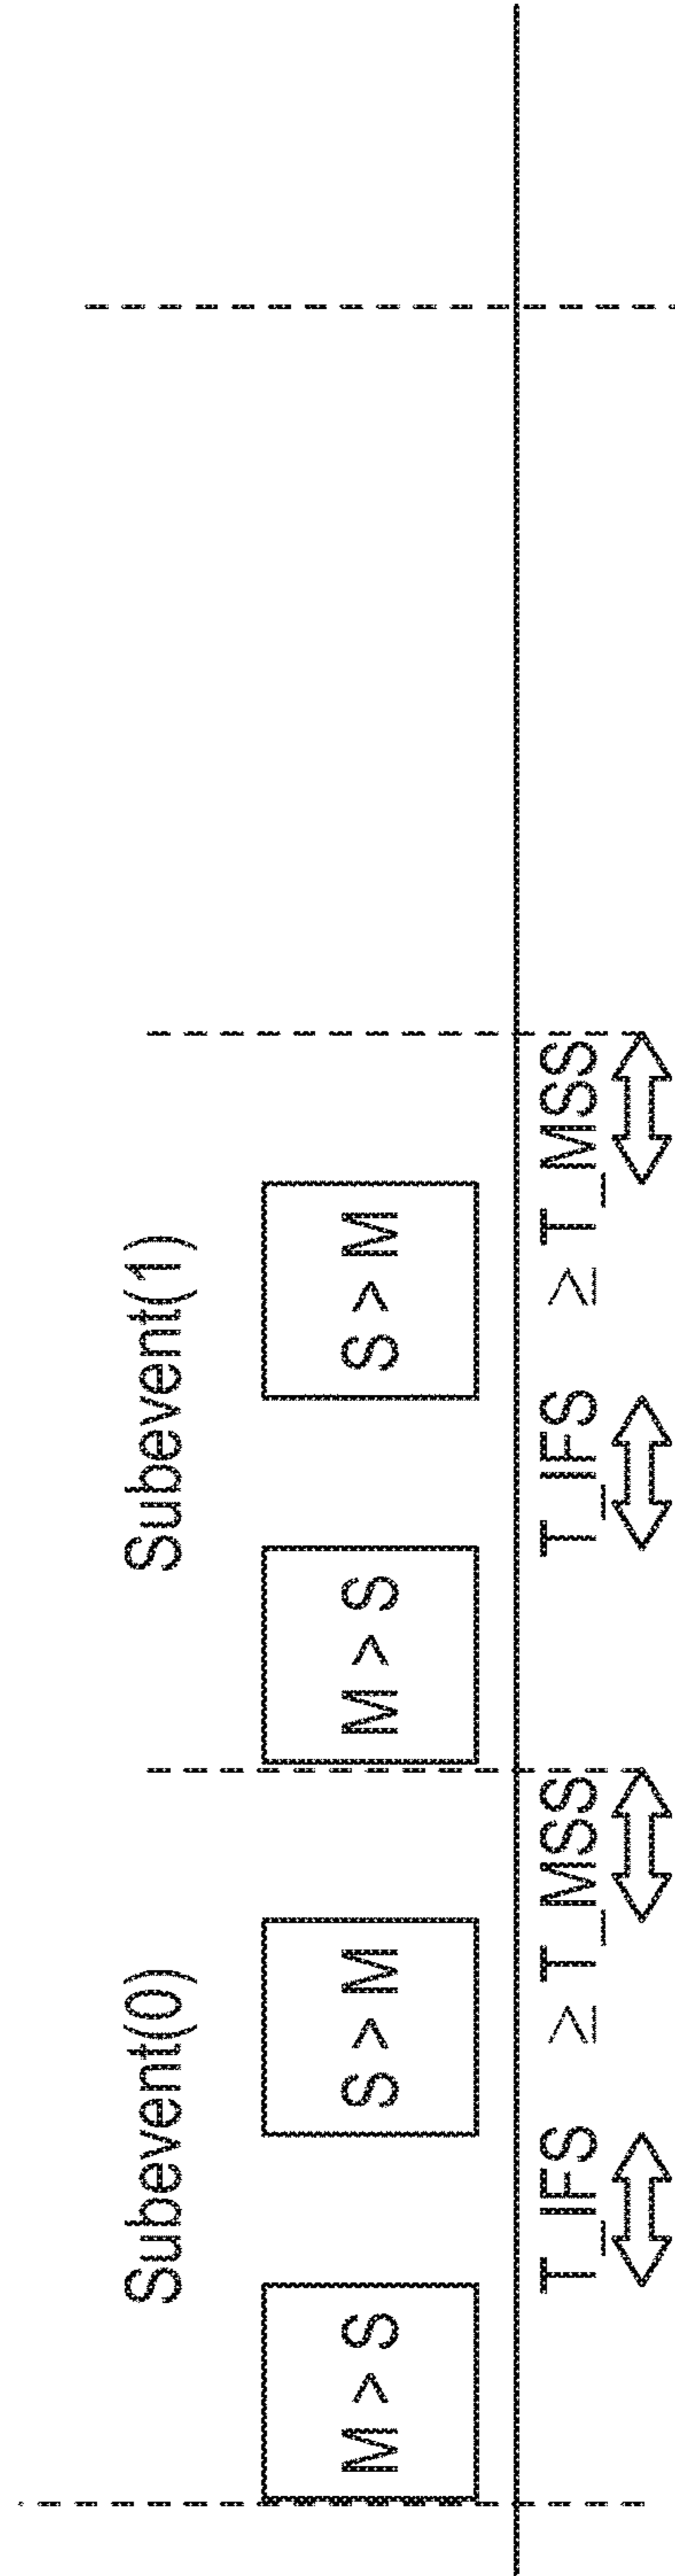 Subevent(0)
Subevent(1)
M > S
S > M
M > S
S > M
T_IFS
≥ T_MSS
T_IFS
≥ T_MSS